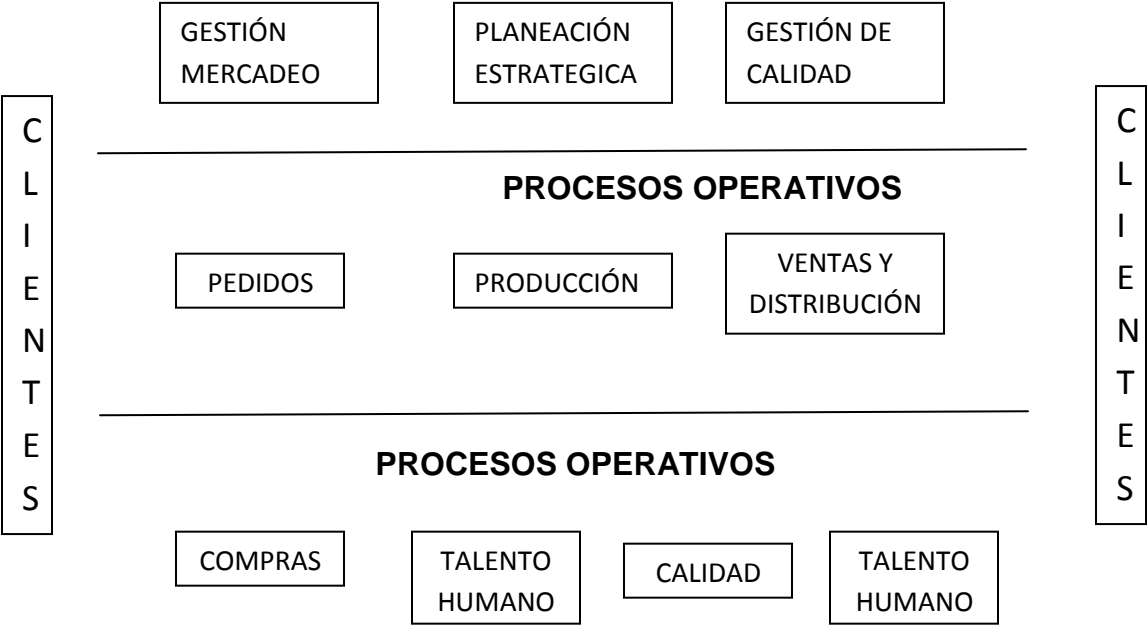 GESTIÓN
MERCADEO
PLANEACIÓN
ESTRATEGICA
GESTIÓN DE
CALIDAD
C
L
I
E
N
T
E
S
PROCESOS OPERATIVOS
PEDIDOS
PRODUCCIÓN
VENTAS Y
DISTRIBUCIÓN
PROCESOS OPERATIVOS
COMPRAS
TALENTO
HUMANO
CALIDAD
TALENTO
HUMANO
C
L
I
E
N
T
E
S